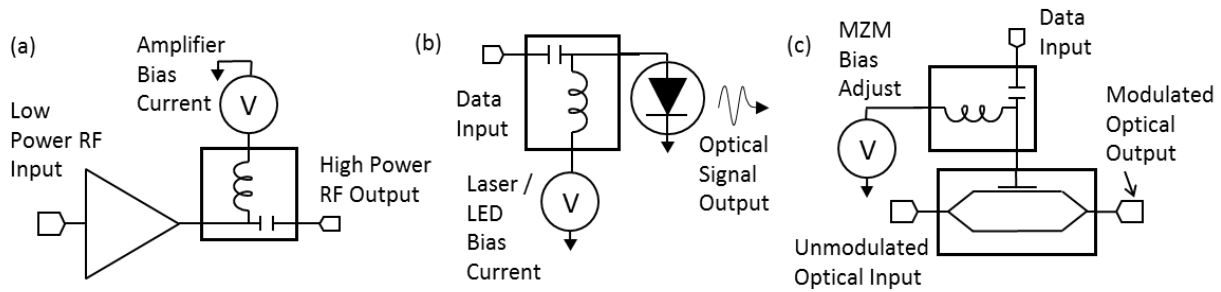 (a)
Amplifier
Bias
Current
V
Low
Power RF
Input
High Power
RF Output
(b)
Data
Input
V
Laser /
LED
Bias
Current
Optical
Signal
Output
(c)
MZM
Bias
Adjust
Data
Input
V
Modulated
Optical
Output
Unmodulated
Optical Input